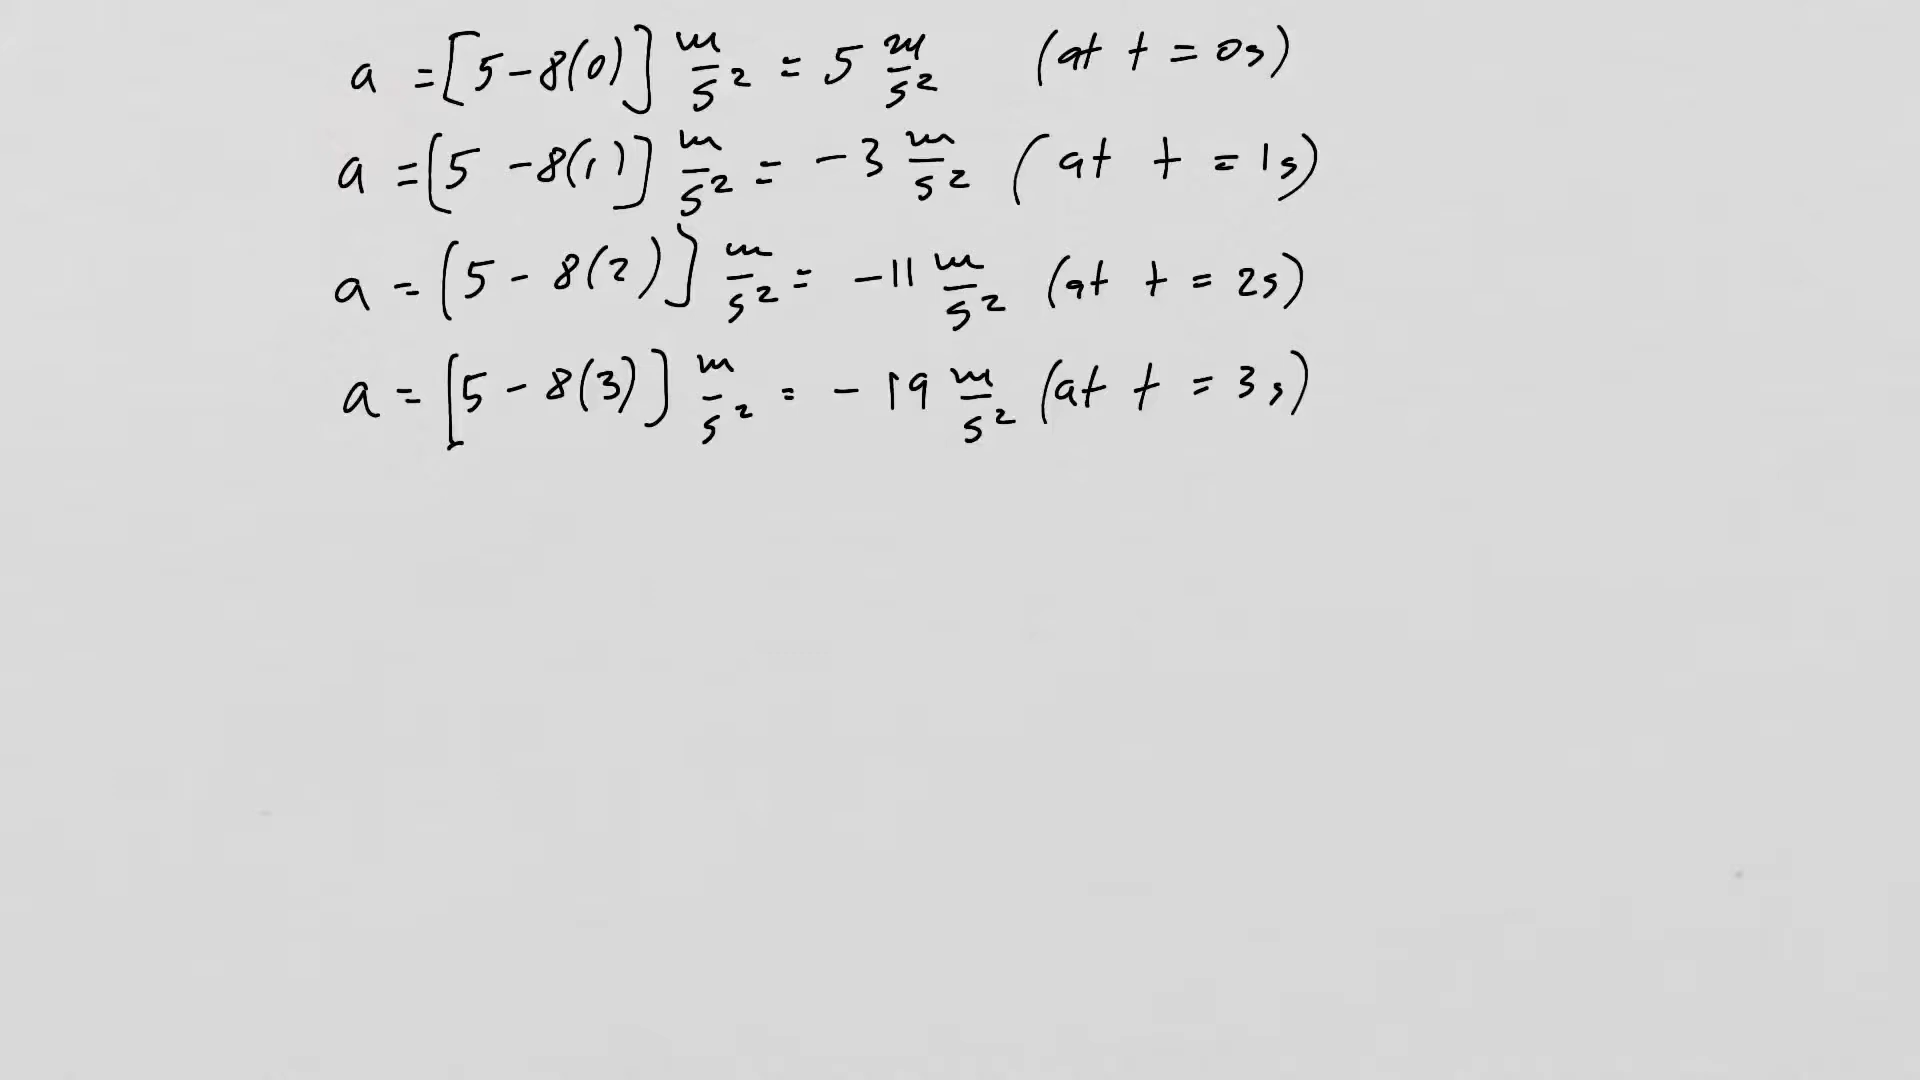 a = [5-8(0)] m/s² = 5 m/s² (at t = 0s)
a = [5 -8(1)] m/s² = -3 m/s² (at t = 1s)
a = [5 - 8(2)] m/s² = -11 m/s² (at t = 2s)
a = [5 - 8(3)] m/s² = - 19 m/s² (at t = 3s)